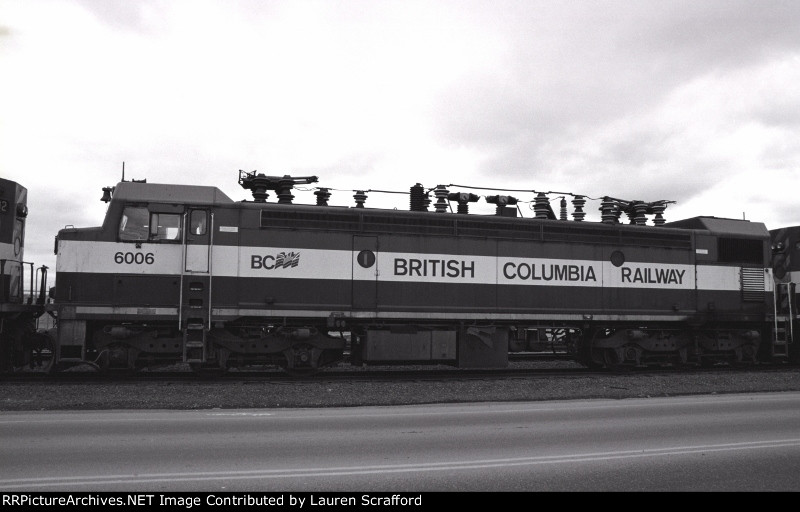 6006
BC
BRITISH COLUMBIA RAILWAY
©RRPictureArchives.NET Image Contributed by Lauren Scrafford